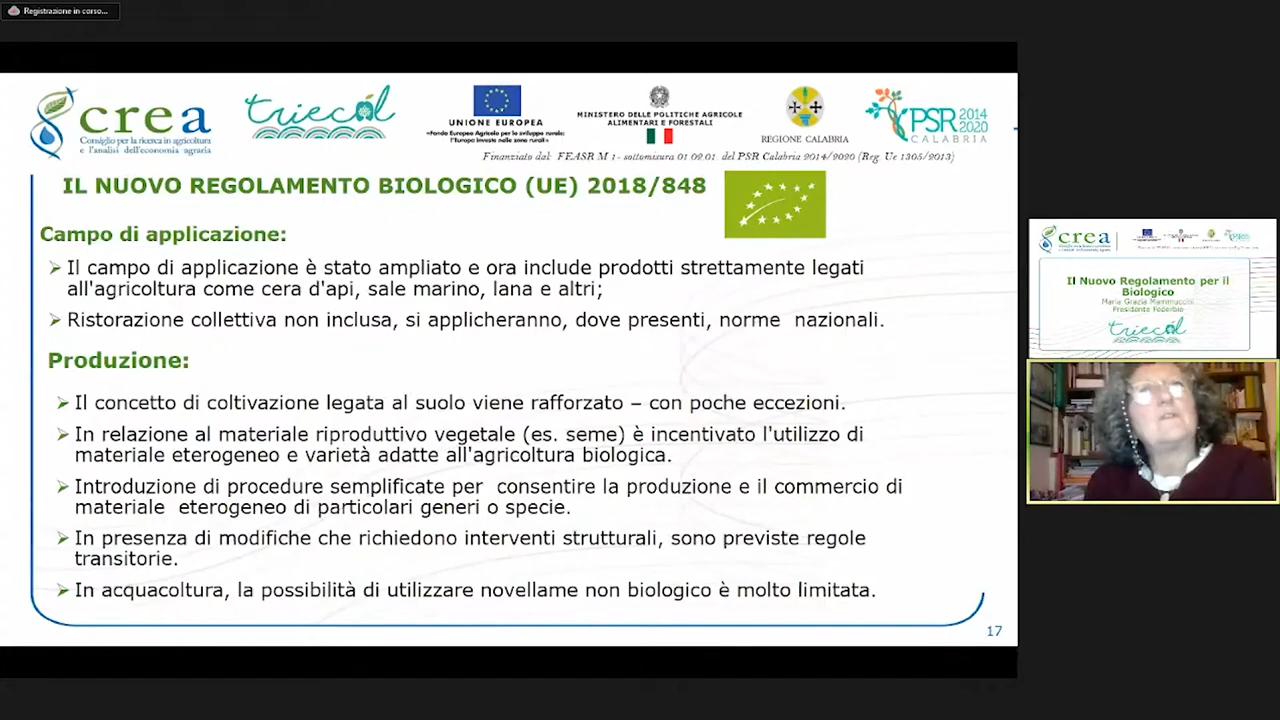 Registrazione in corso...
crea
Consiglio per la ricerca in agricoltura
e l'analisi dell'economia agraria
triecol
UNIONE EUROPEA
«Fondo Europeo Agricolo per lo sviluppo rurale:
l'Europa investe nelle zone rurali»
MINISTERO DELLE POLITICHE AGRICOLE
ALIMENTARI E FORESTALI
REGIONE CALABRIA
PSR 2014
2020
CALABRIA
Finanziato dal FEASR M 1 - sottomisura 01.02.01. del PSR Calabria 2014/2020 (Reg. Ue 1305/2013)
IL NUOVO REGOLAMENTO BIOLOGICO (UE) 2018/848
Campo di applicazione:
Il campo di applicazione è stato ampliato e ora include prodotti strettamente legati
all'agricoltura come cera d'api, sale marino, lana e altri;
Ristorazione collettiva non inclusa, si applicheranno, dove presenti, norme nazionali.
Produzione:
Il concetto di coltivazione legata al suolo viene rafforzato – con poche eccezioni.
In relazione al materiale riproduttivo vegetale (es. seme) è incentivato l'utilizzo di
materiale eterogeneo e varietà adatte all'agricoltura biologica.
Introduzione di procedure semplificate per consentire la produzione e il commercio di
materiale eterogeneo di particolari generi o specie.
In presenza di modifiche che richiedono interventi strutturali, sono previste regole
transitorie.
In acquacoltura, la possibilità di utilizzare novellame non biologico è molto limitata.
17
crea
Il Nuovo Regolamento per il
Biologico
Maria Grazia Mammuccini
Presidente Federbio
triecol